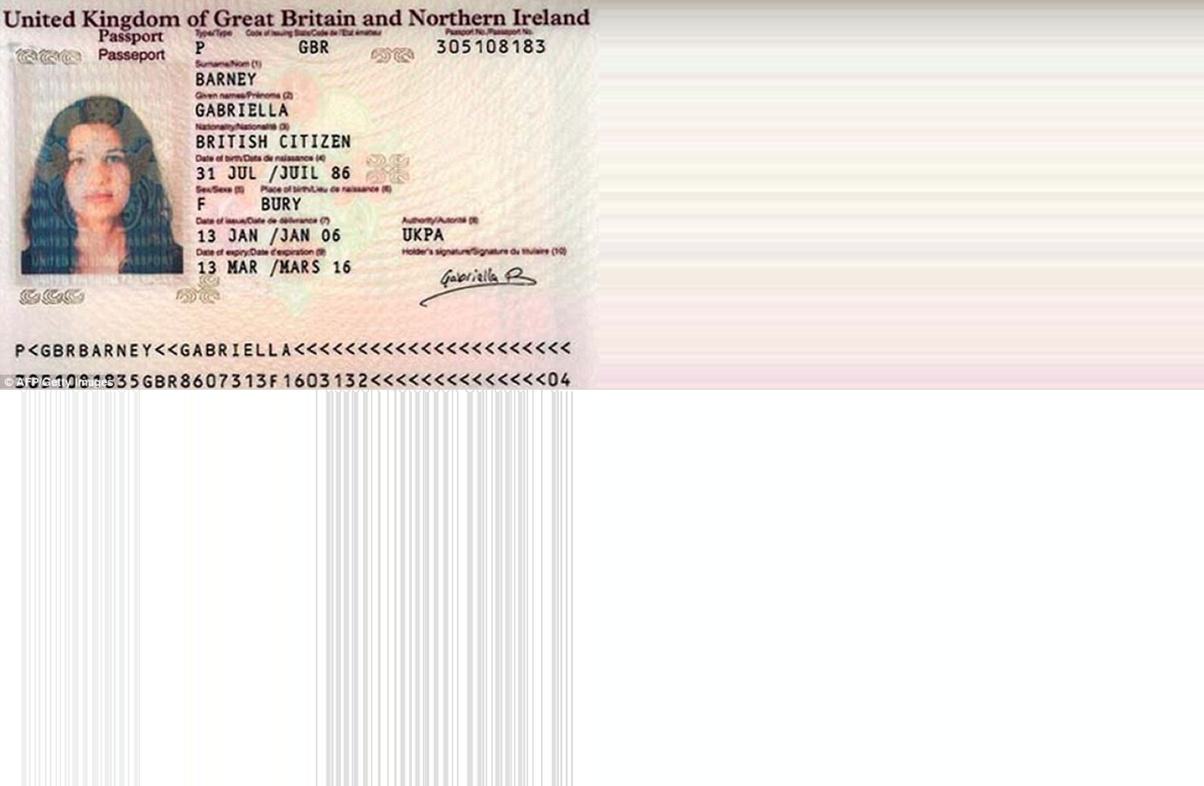 United Kingdom of Great Britain and Northern Ireland
Passport
Passeport
Type/Type Code of issuing State/Code de l'Etat émetteur Passport No./Passeport No.
P GBR 305108183
Surname/Nom (1)
BARNEY
Given names/Prénoms (2)
GABRIELLA
Nationality/Nationalité (3)
BRITISH CITIZEN
Date of birth/Date de naissance (4)
31 JUL /JUIL 86
Sex/Sexe (5) Place of birth/Lieu de naissance (6)
F BURY
Date of issue/Date de délivrance (7) Authority/Autorité (8)
13 JAN /JAN 06 UKPA
Date of expiry/Date d'expiration (9) Holder's signature/Signature du titulaire (10)
13 MAR /MARS 16
Gabriella B
P<GBRBARNEY<<GABRIELLA<<<<<<<<<<<<<<<<<<<<<<
3051081835GBR8607313F1603132<<<<<<<<<<<<<<04
© AFP/Getty Images